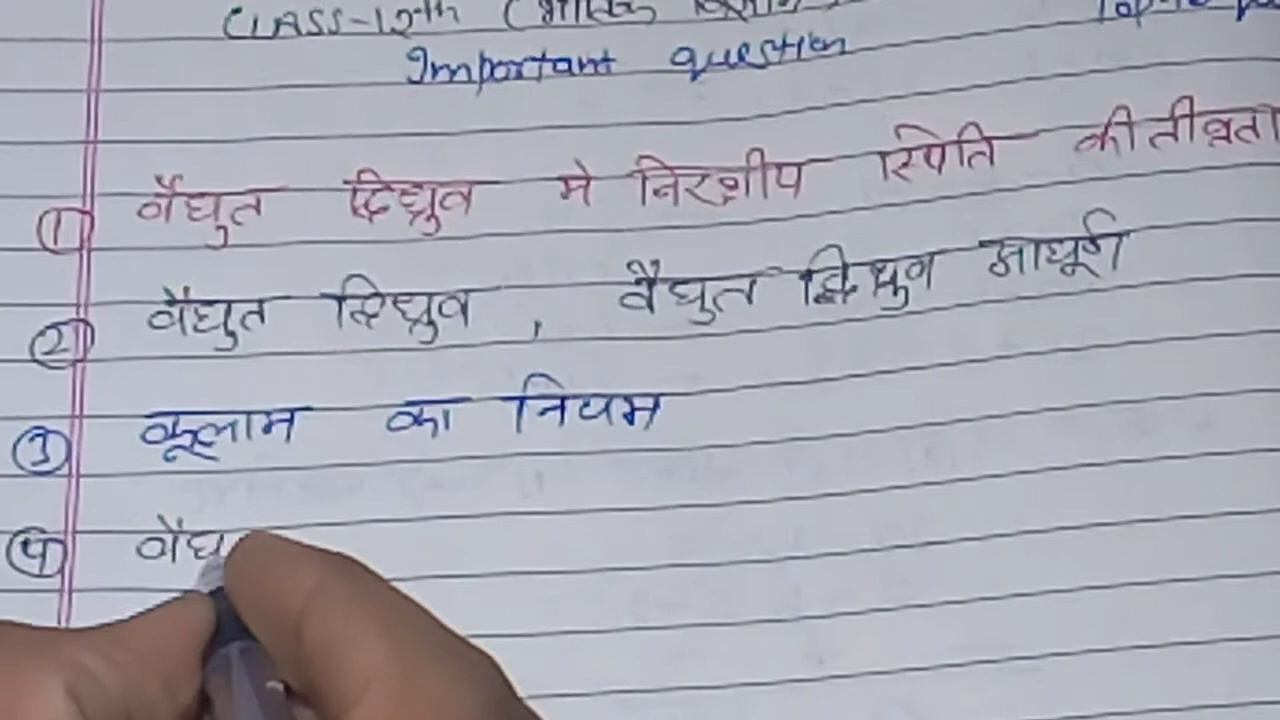 CLASS-12th (भौतिक विज्ञान
Important question
① वैद्युत द्विध्रुव मे निरक्षीय स्थिति की तीव्रता
② वैद्युत द्विध्रुव , वैद्युत द्विध्रुव आघूर्ण
③ कूलाम का नियम
④ वैद्यु